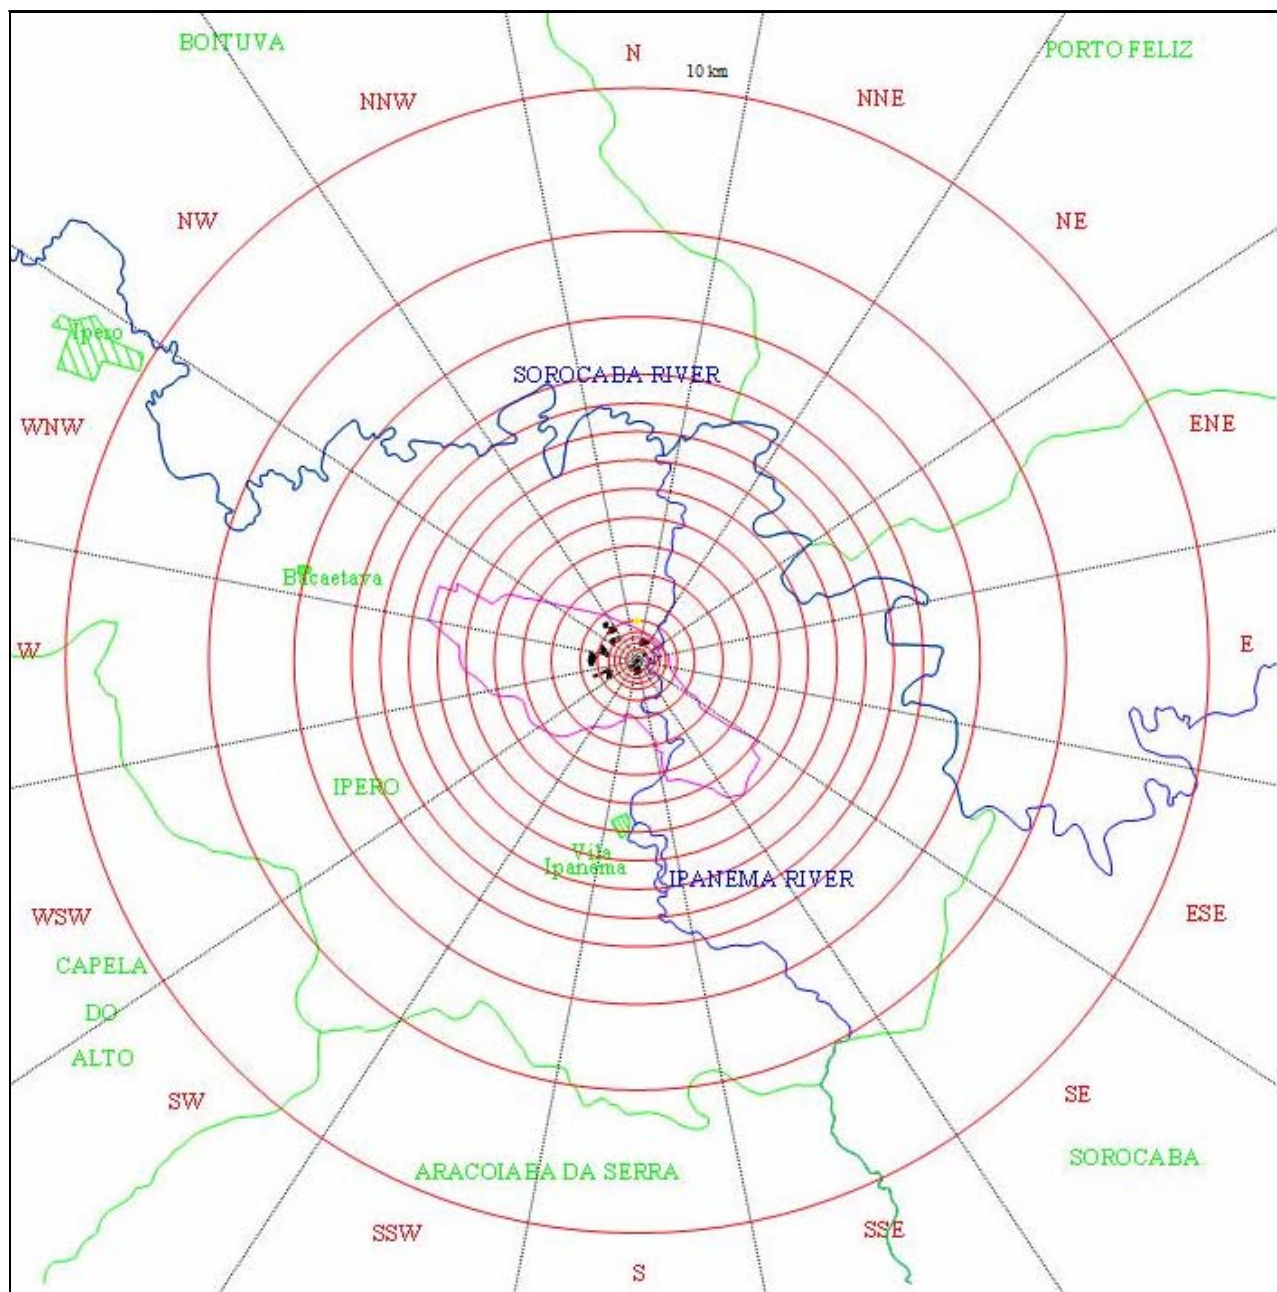 BOITUVA
PORTO FELIZ
N
10 km
NNW
NNE
NW
NE
Ipero
SOROCABA RIVER
WNW
ENE
Bacaetava
W
E
IPERO
Vila
Ipanema
IPANEMA RIVER
WSW
ESE
CAPELA
DO
ALTO
SW
SE
SOROCABA
ARACOIABA DA SERRA
SSW
SSE
S